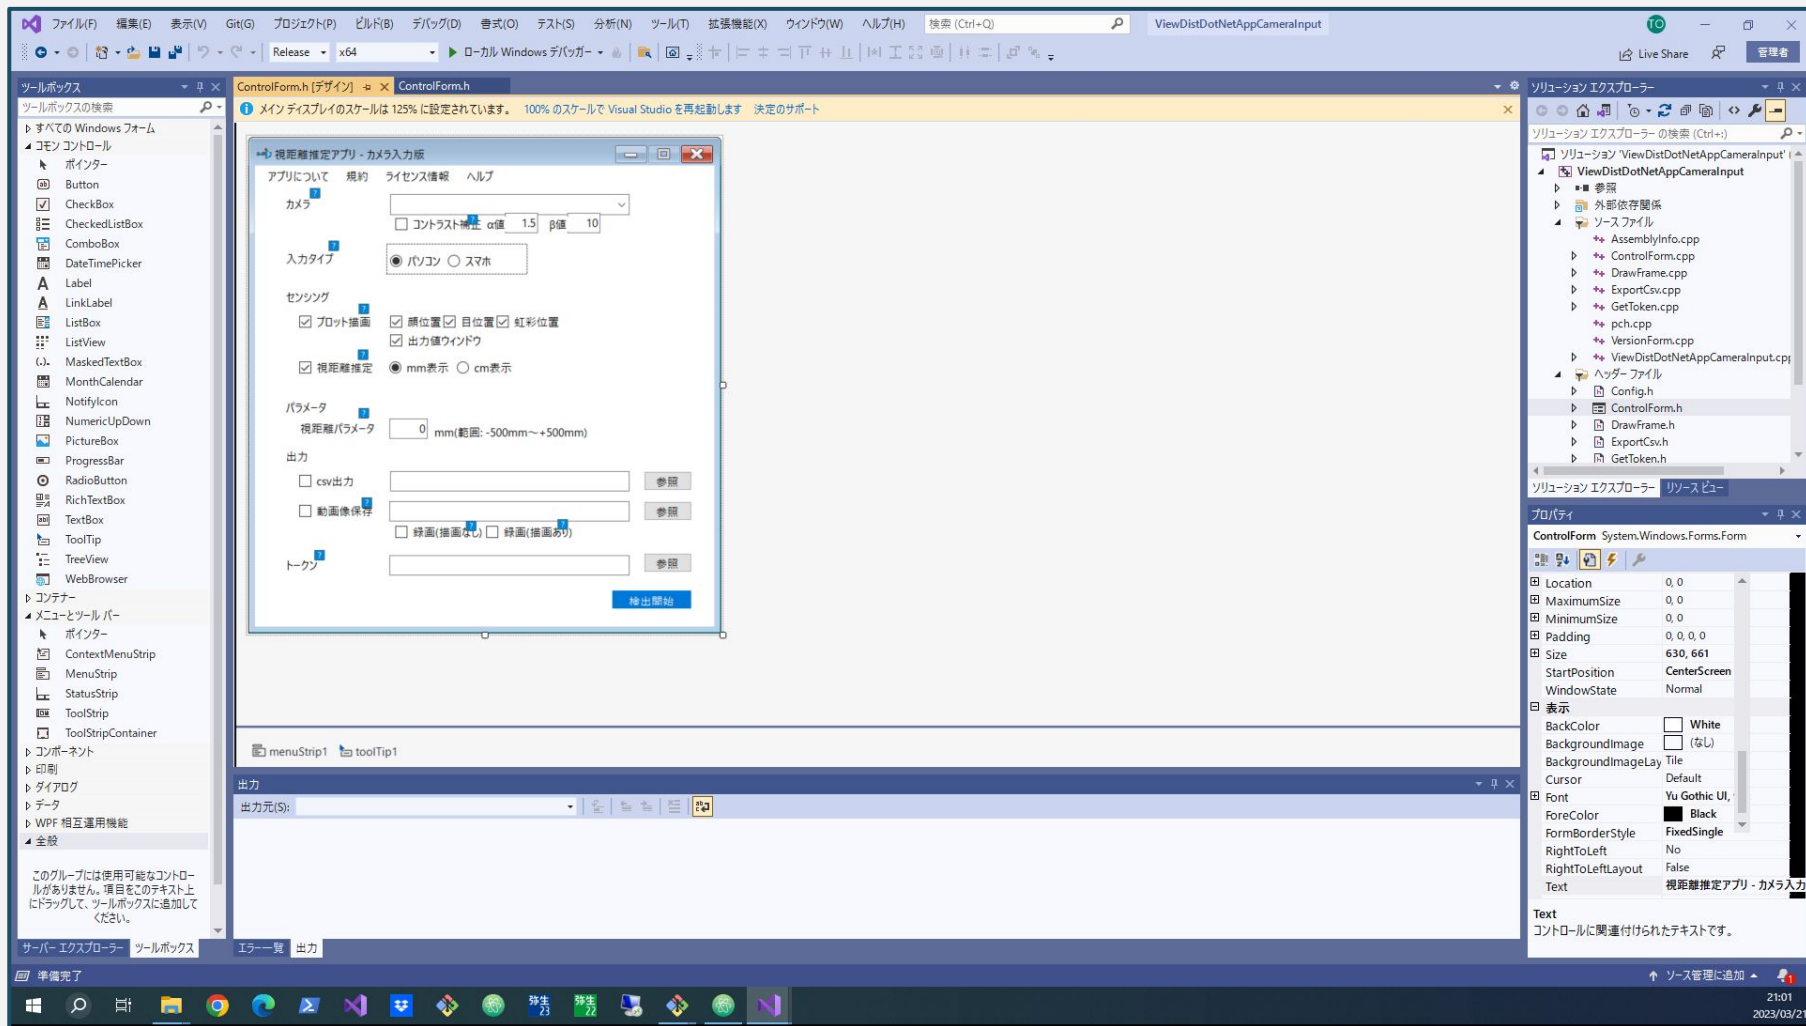 ファイル(F) 編集(E) 表示(V) Git(G) プロジェクト(P) ビルド(B) デバッグ(D) 書式(O) テスト(S) 分析(N) ツール(T) 拡張機能(X) ウィンドウ(W) ヘルプ(H) 検索 (Ctrl+Q) ViewDistDotNetAppCameraInput TO
Release x64 ローカル Windows デバッガー Live Share 管理者
ツールボックス
ツールボックスの検索
すべての Windows フォーム
コモン コントロール
ポインター
Button
CheckBox
CheckedListBox
ComboBox
DateTimePicker
Label
LinkLabel
ListBox
ListView
MaskedTextBox
MonthCalendar
NotifyIcon
NumericUpDown
PictureBox
ProgressBar
RadioButton
RichTextBox
TextBox
ToolTip
TreeView
WebBrowser
コンテナー
メニューとツール バー
ポインター
ContextMenuStrip
MenuStrip
StatusStrip
ToolStrip
ToolStripContainer
コンポーネント
印刷
ダイアログ
データ
WPF 相互運用機能
全般
このグループには使用可能なコントロー
ルがありません。項目をこのテキスト上
にドラッグして、ツールボックスに追加して
ください。
サーバー エクスプローラー ツールボックス
ControlForm.h [デザイン] ControlForm.h
メイン ディスプレイのスケールは 125% に設定されています。 100% のスケールで Visual Studio を再起動します 決定のサポート
視距離推定アプリ - カメラ入力版
アプリについて 規約 ライセンス情報 ヘルプ
カメラ
コントラスト補正 α値 1.5 β値 10
入力タイプ パソコン スマホ
センシング
プロット描画 顔位置 目位置 虹彩位置
出力値ウィンドウ
視距離推定 mm表示 cm表示
パラメータ
視距離パラメータ 0 mm(範囲: -500mm～+500mm)
出力
csv出力 参照
動画像保存 参照
録画(描画なし) 録画(描画あり)
トークン 参照
検出開始
menuStrip1 toolTip1
出力
出力元(S):
エラー一覧 出力
ソリューション エクスプローラー
ソリューション エクスプローラー の検索 (Ctrl+:)
ソリューション 'ViewDistDotNetAppCameraInput'
ViewDistDotNetAppCameraInput
参照
外部依存関係
ソース ファイル
AssemblyInfo.cpp
ControlForm.cpp
DrawFrame.cpp
ExportCsv.cpp
GetToken.cpp
pch.cpp
VersionForm.cpp
ViewDistDotNetAppCameraInput.cpp
ヘッダー ファイル
Config.h
ControlForm.h
DrawFrame.h
ExportCsv.h
GetToken.h
ソリューション エクスプローラー リソース ビュー
プロパティ
ControlForm System.Windows.Forms.Form
Location 0, 0
MaximumSize 0, 0
MinimumSize 0, 0
Padding 0, 0, 0, 0
Size 630, 661
StartPosition CenterScreen
WindowState Normal
表示
BackColor White
BackgroundImage (なし)
BackgroundImageLay Tile
Cursor Default
Font Yu Gothic UI,
ForeColor Black
FormBorderStyle FixedSingle
RightToLeft No
RightToLeftLayout False
Text 視距離推定アプリ - カメラ入力
Text
コントロールに関連付けられたテキストです。
準備完了 ソース管理に追加 1
弥生 23 弥生 22
21:01
2023/03/21